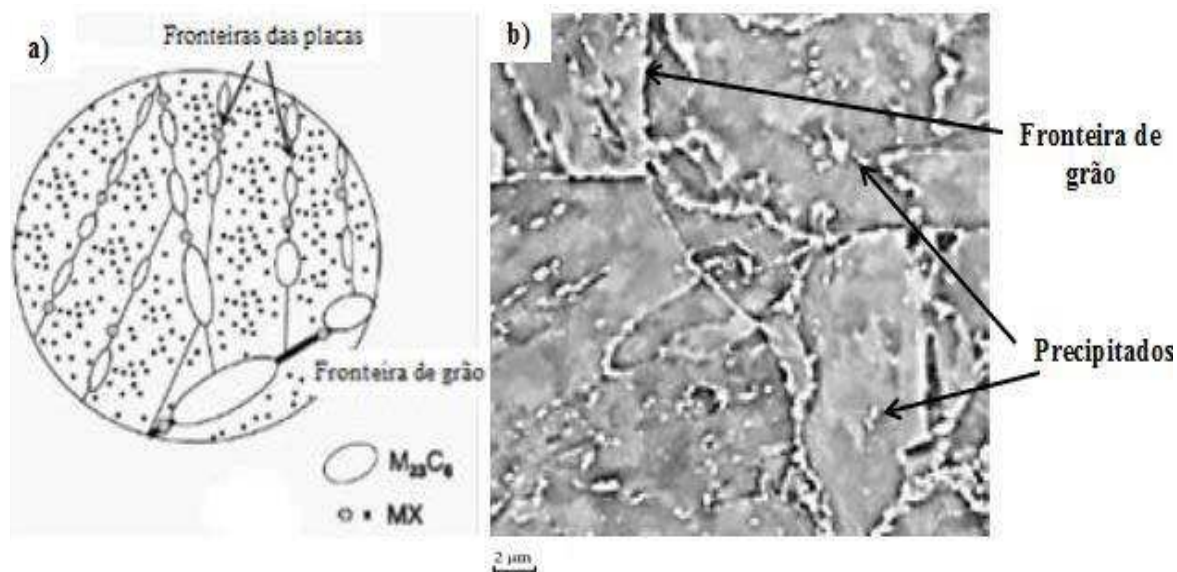 a)
Fronteiras das placas
Fronteira de grão
M₂₃C₆
MX
b)
Fronteira de
grão
Precipitados
2 μm